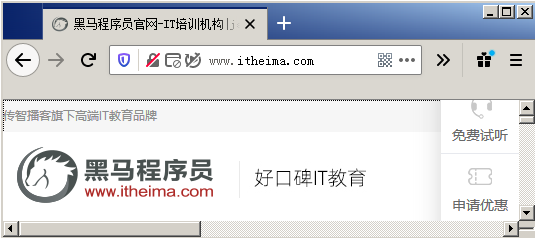 黑马程序员官网-IT培训机构|
www.itheima.com
传智播客旗下高端IT教育品牌
免费试听
黑马程序员
www.itheima.com
好口碑IT教育
申请优惠